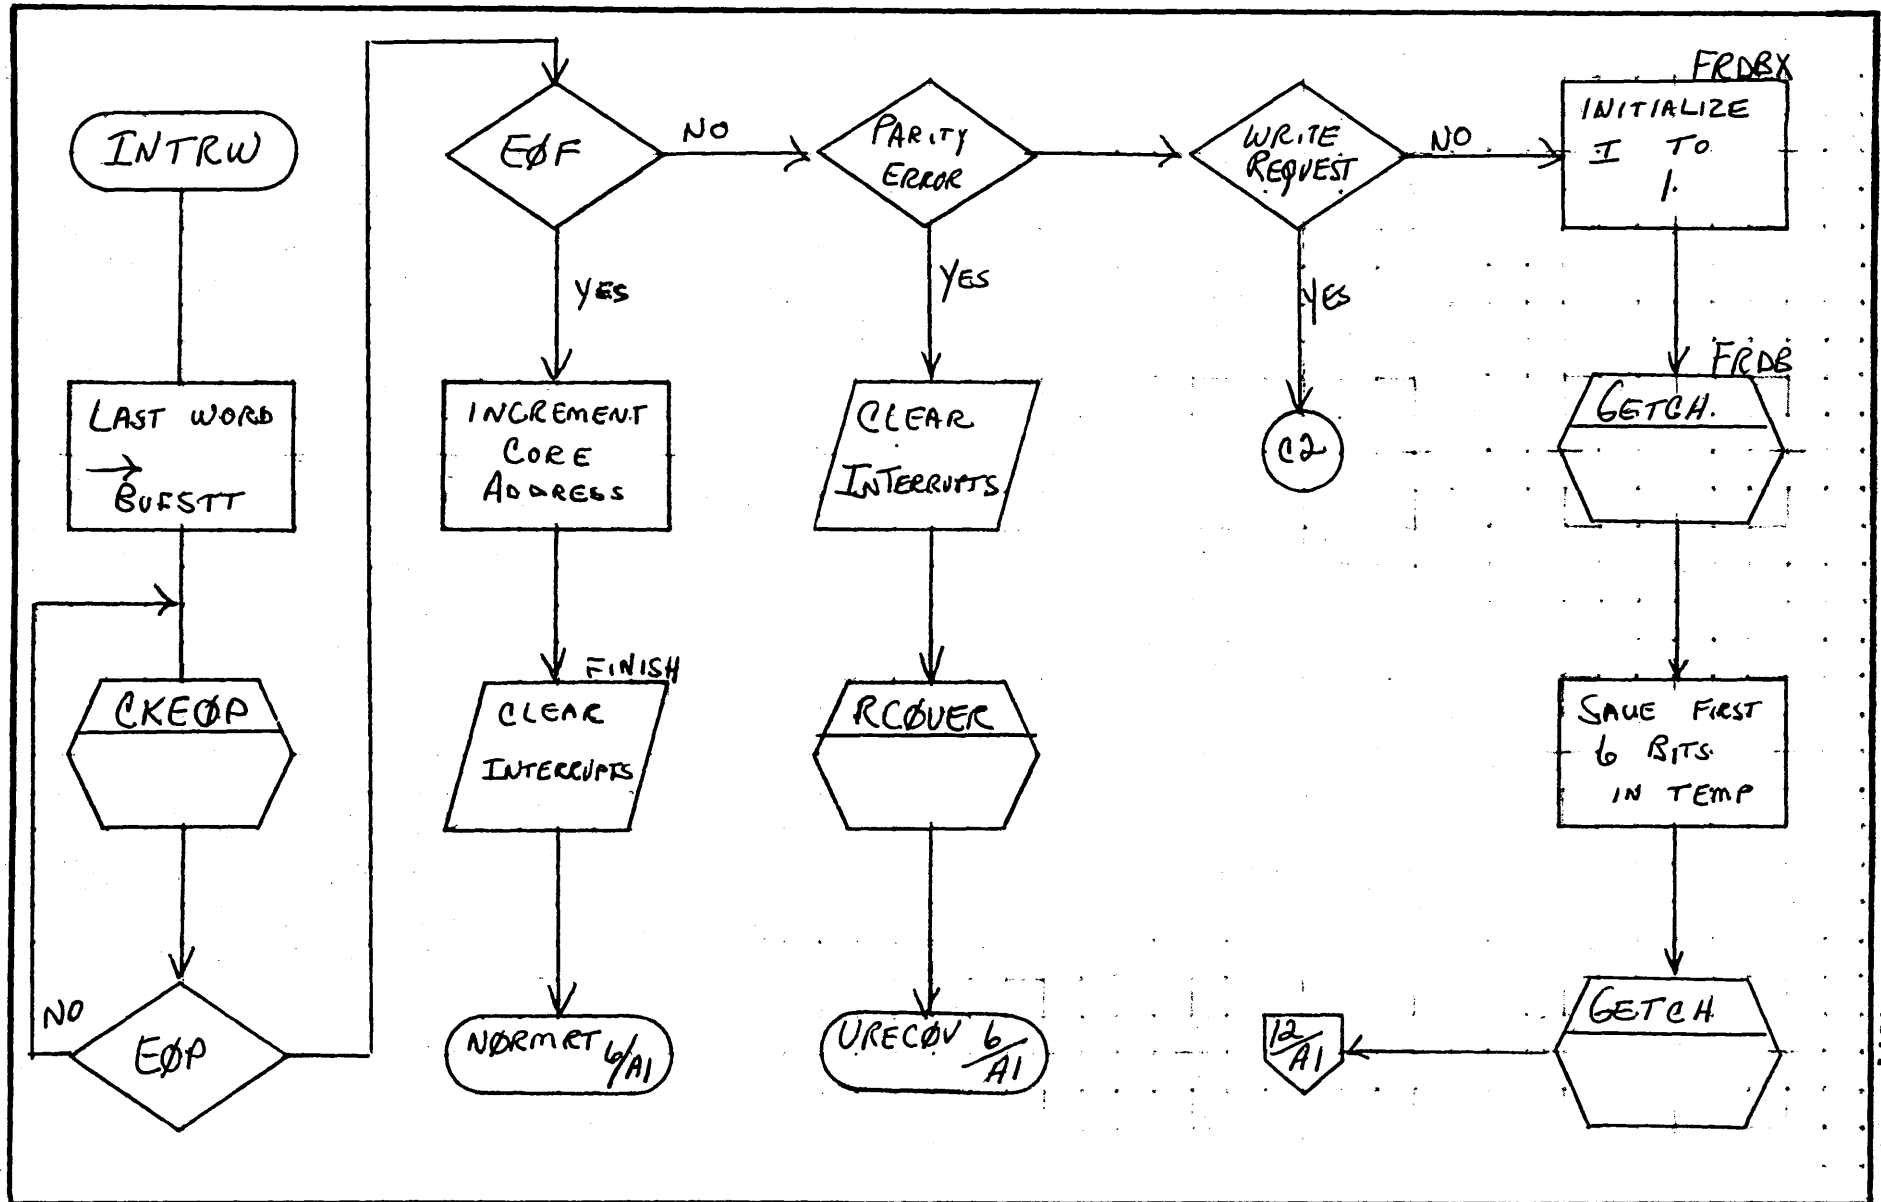 INTRW
LAST WORD
→
BUFSTT
CKEØP
NO
EØP
EØF
NO
YES
INCREMENT
CORE
ADDRESS
FINISH
CLEAR
INTERRUPTS
NØRMRT 6/A1
PARITY
ERROR
YES
CLEAR
INTERRUPTS
RCØVER
URECØV 6/A1
WRITE
REQUEST
NO
YES
C2
FRDBX
INITIALIZE
I TO
1.
FRDB
GETCH.
SAVE FIRST
6 BITS
IN TEMP
GETCH
12/A1